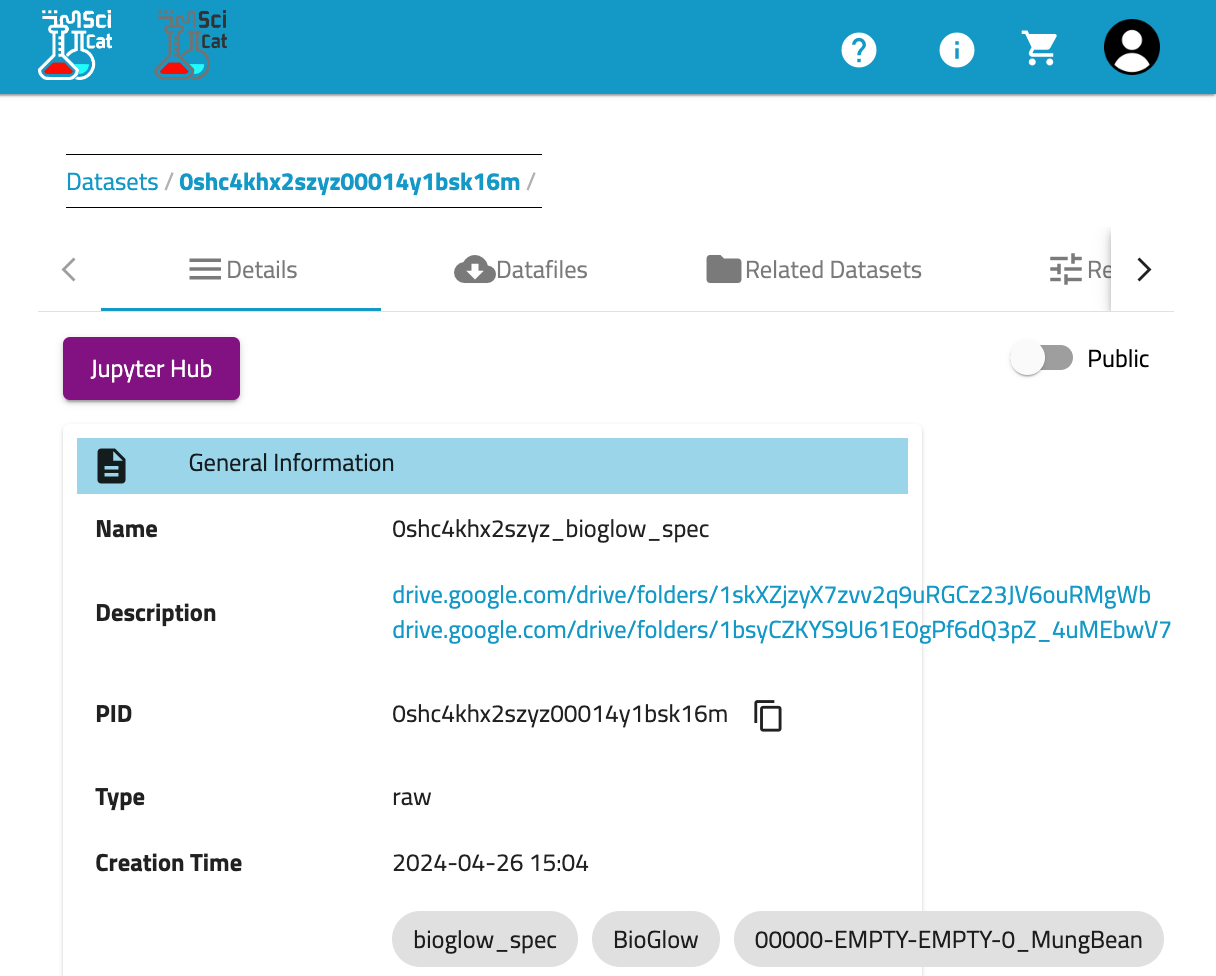 Sci
Cat
Sci
Cat
?
i
Datasets / 0shc4khx2szyz00014y1bsk16m /
Details
Datafiles
Related Datasets
Re
Jupyter Hub
Public
General Information
Name
0shc4khx2szyz_bioglow_spec
Description
drive.google.com/drive/folders/1skXZjzyX7zvv2q9uRGCz23JV6ouRMgWb
drive.google.com/drive/folders/1bsyCZKYS9U61E0gPf6dQ3pZ_4uMEbwV7
PID
0shc4khx2szyz00014y1bsk16m
Type
raw
Creation Time
2024-04-26 15:04
bioglow_spec
BioGlow
00000-EMPTY-EMPTY-0_MungBean